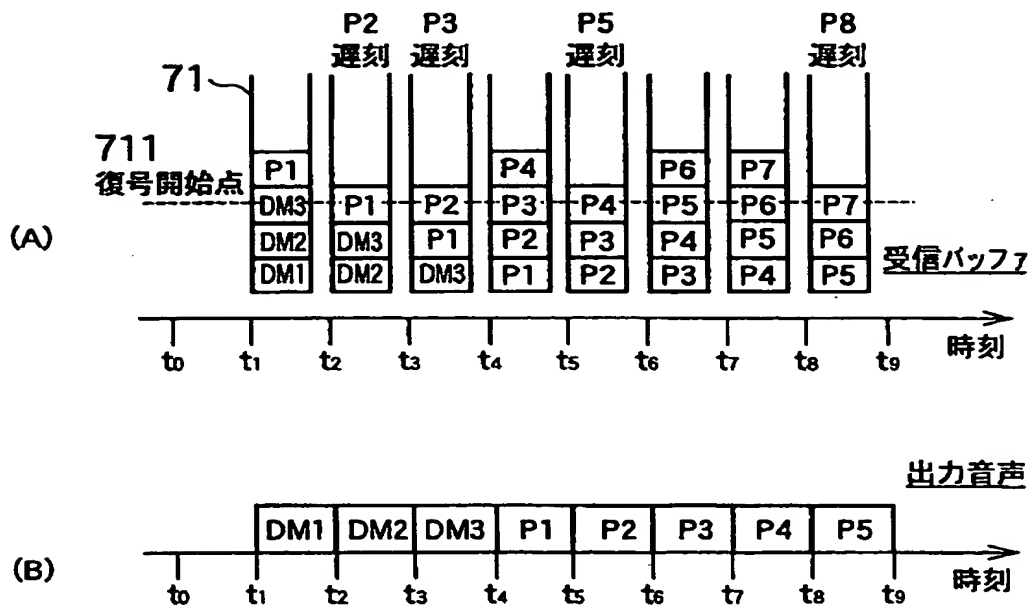 P2 P3 P5 P8
遅刻 遅刻 遅刻 遅刻
71
711
復号開始点
(A)
P1 P4 P6 P7
DM3 P1 P2 P3 P4 P5 P6 P7
DM2 DM3 P1 P2 P3 P4 P5 P6
DM1 DM2 DM3 P1 P2 P3 P4 P5
受信バッファ
t0 t1 t2 t3 t4 t5 t6 t7 t8 t9
時刻
出力音声
(B)
DM1 DM2 DM3 P1 P2 P3 P4 P5
t0 t1 t2 t3 t4 t5 t6 t7 t8 t9
時刻